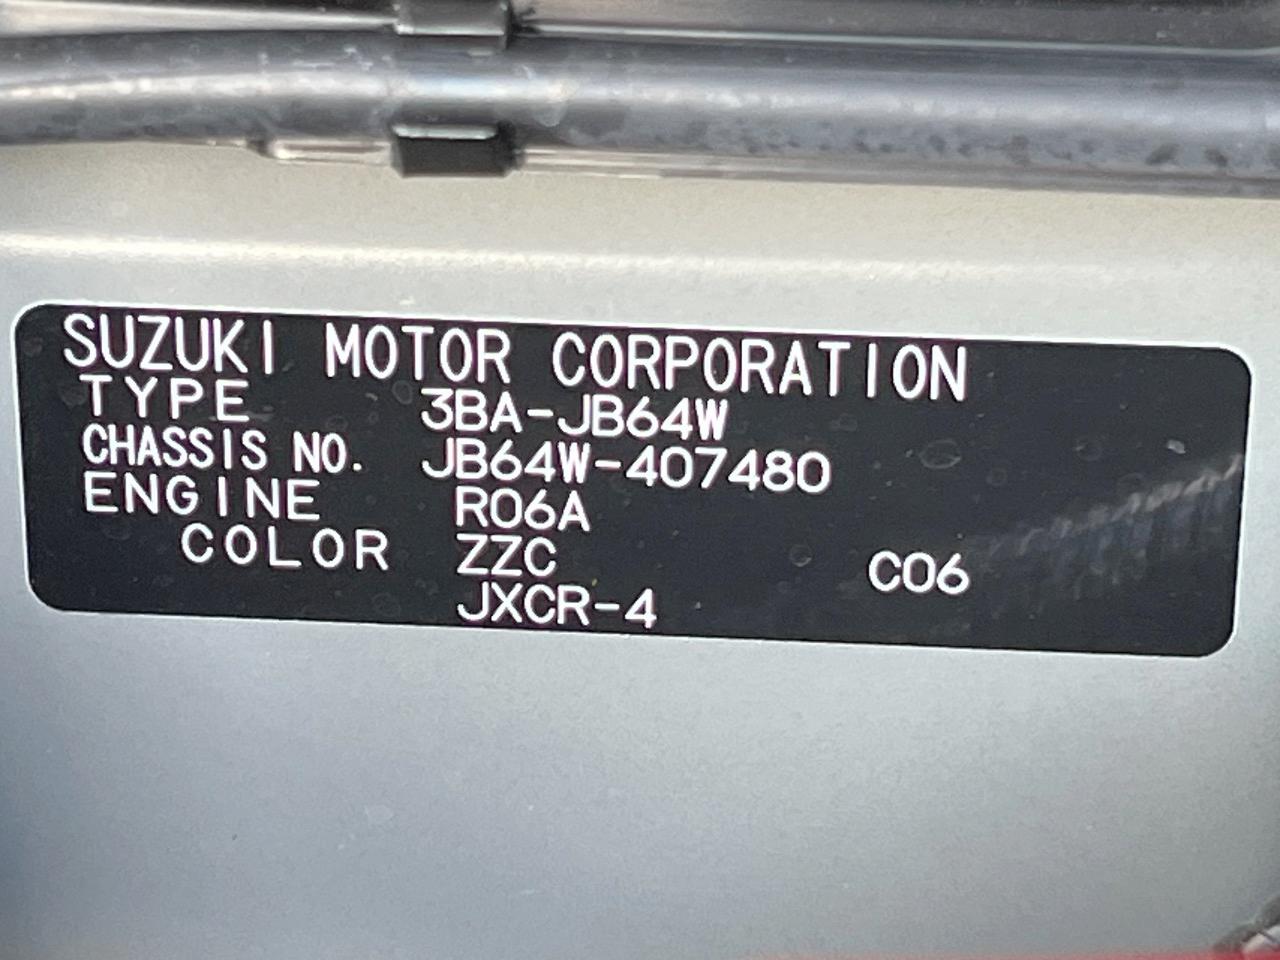 SUZUKI MOTOR CORPORATION
TYPE 3BA-JB64W
CHASSIS NO. JB64W-407480
ENGINE R06A
COLOR ZZC C06
JXCR-4